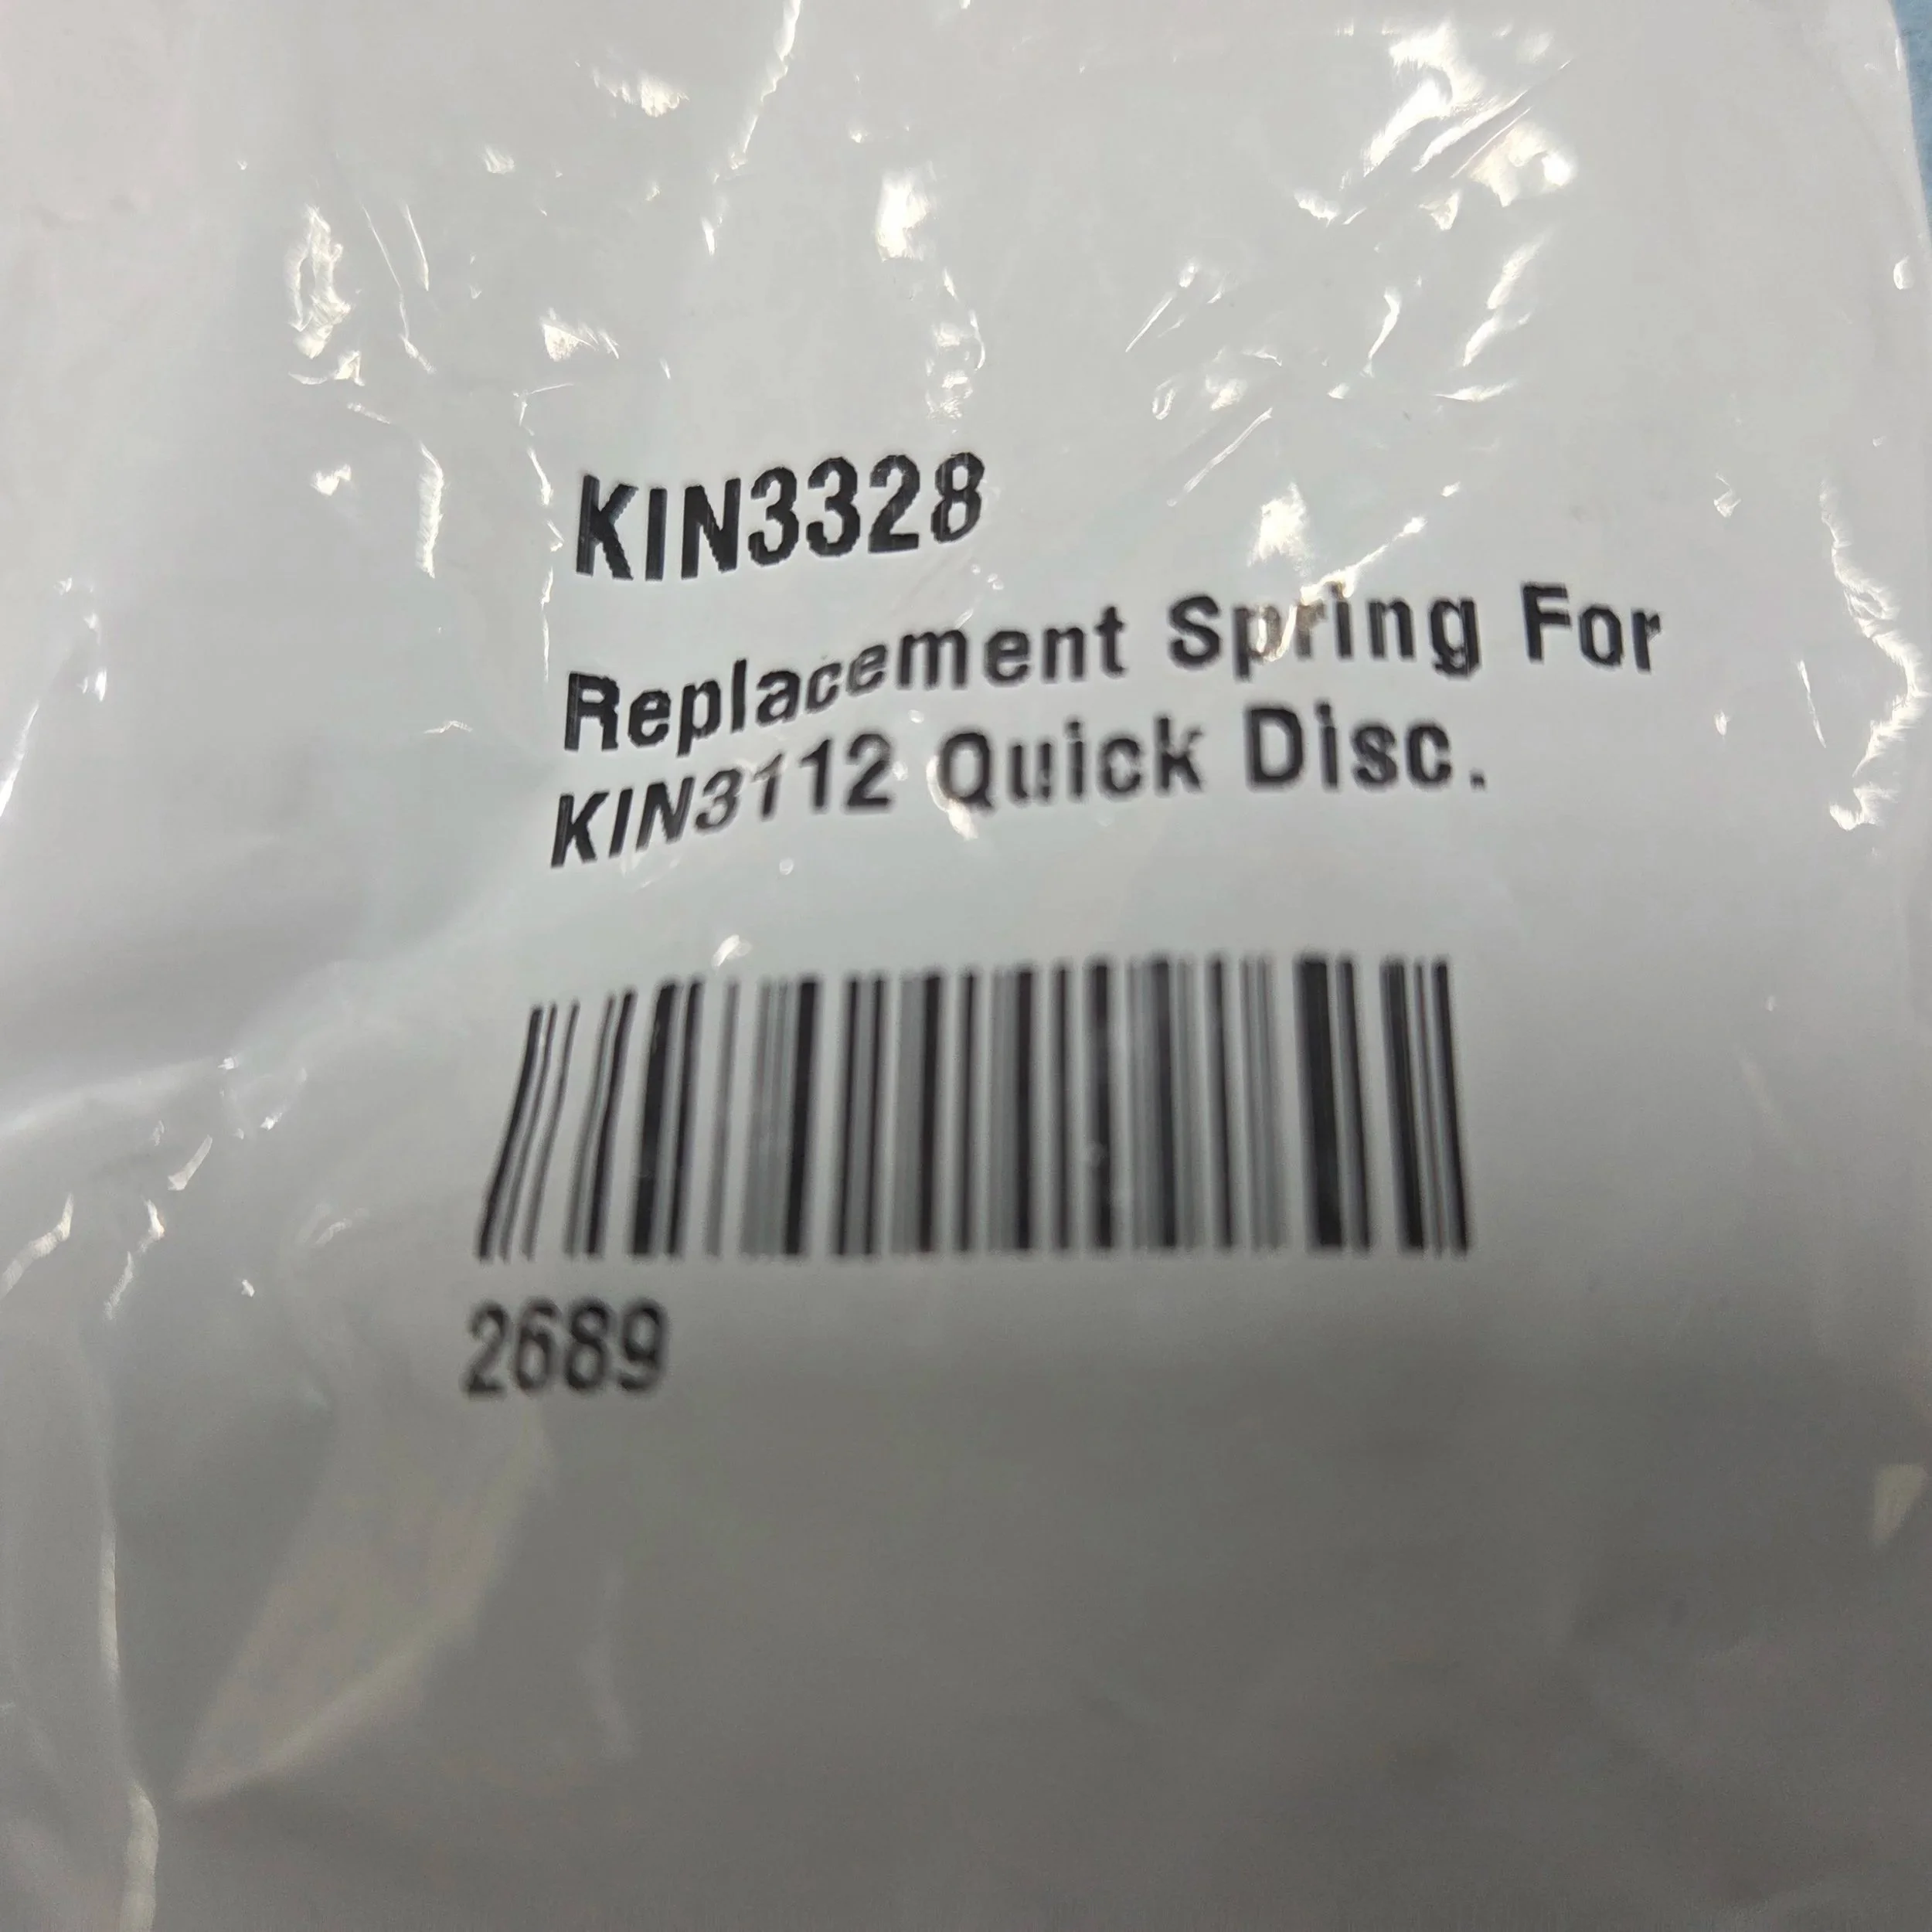 KIN3328
Replacement Spring For
KIN3112 Quick Disc.
2689